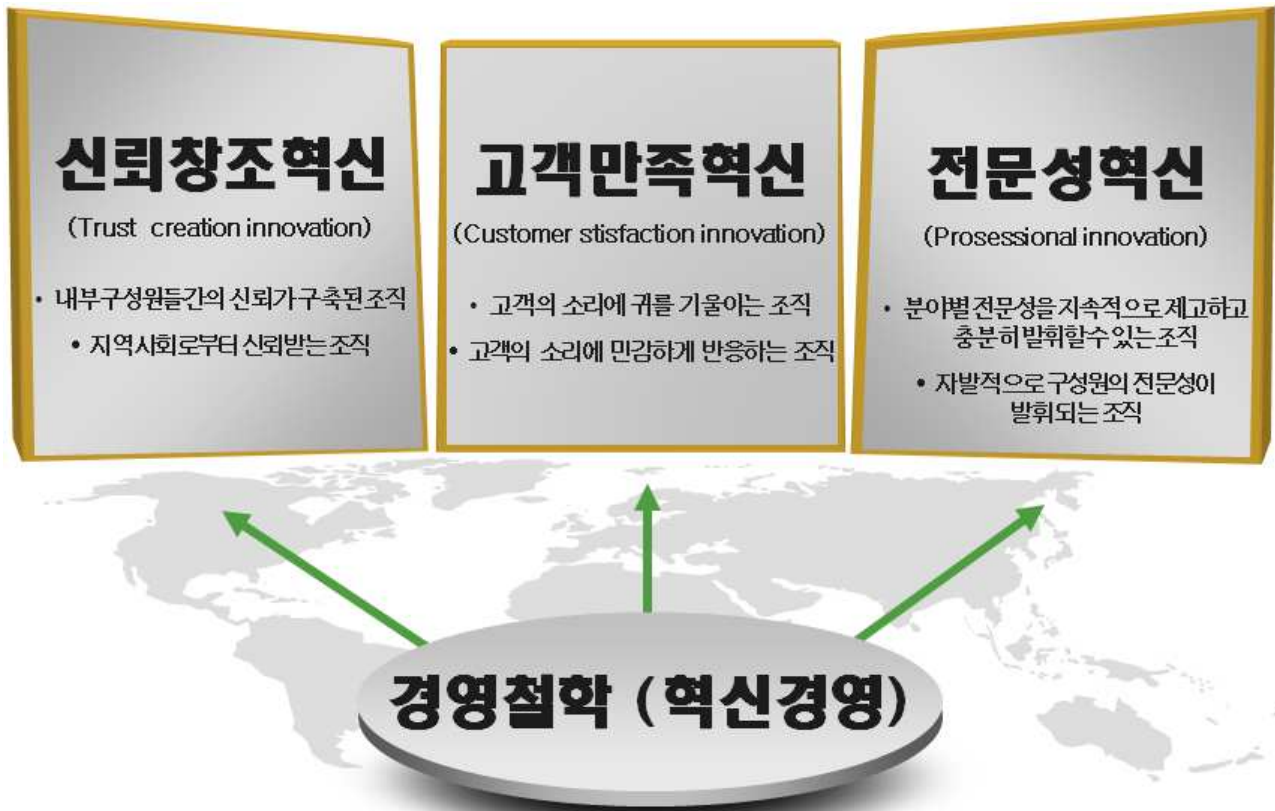 신뢰창조혁신
(Trust creation innovation)
• 내부구성원들간의 신뢰가 구축된 조직
• 지역사회로부터 신뢰받는 조직
고객만족혁신
(Customer stisfaction innovation)
• 고객의 소리에 귀를 기울이는 조직
• 고객의 소리에 민감하게 반응하는 조직
전문성혁신
(Prosessional innovation)
• 분야별 전문성을 지속적으로 제고하고
충분히 발휘할수 있는 조직
• 자발적으로 구성원의 전문성이
발휘되는 조직
경영철학 (혁신경영)